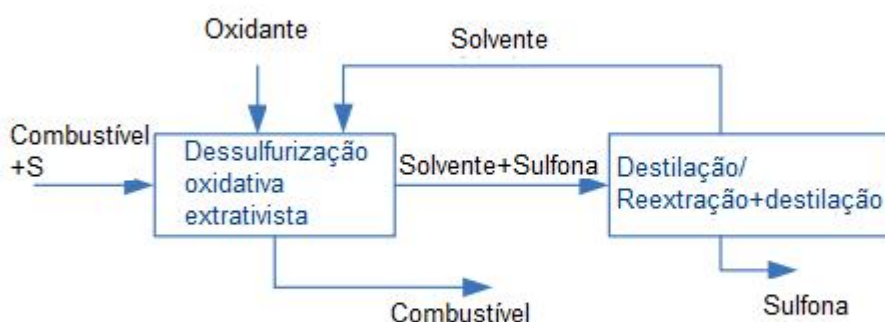 Oxidante
Solvente
Combustível
+S
Dessulfurização
oxidativa
extrativista
Solvente+Sulfona
Destilação/
Reextração+destilação
Combustível
Sulfona